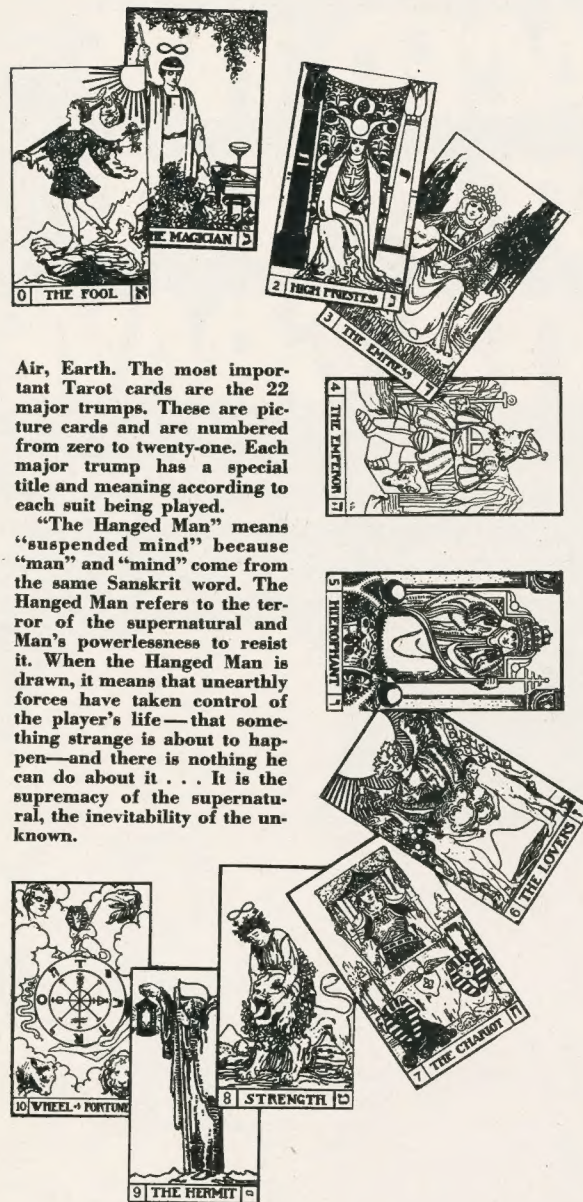 THE MAGICIAN ג
0 THE FOOL א
2 HIGH PRIESTESS
3 THE EMPRESS
Air, Earth. The most impor-
tant Tarot cards are the 22
major trumps. These are pic-
ture cards and are numbered
from zero to twenty-one. Each
major trump has a special
title and meaning according to
each suit being played.
"The Hanged Man" means
"suspended mind" because
"man" and "mind" come from
the same Sanskrit word. The
Hanged Man refers to the ter-
ror of the supernatural and
Man's powerlessness to resist
it. When the Hanged Man is
drawn, it means that unearthly
forces have taken control of
the player's life—that some-
thing strange is about to hap-
pen—and there is nothing he
can do about it . . . It is the
supremacy of the supernatu-
ral, the inevitability of the un-
known.
4 THE EMPEROR ה
5 HIEROPHANT ו
6 THE LOVERS
7 THE CHARIOT ח
8 STRENGTH ט
9 THE HERMIT
10 WHEEL OF FORTUNE